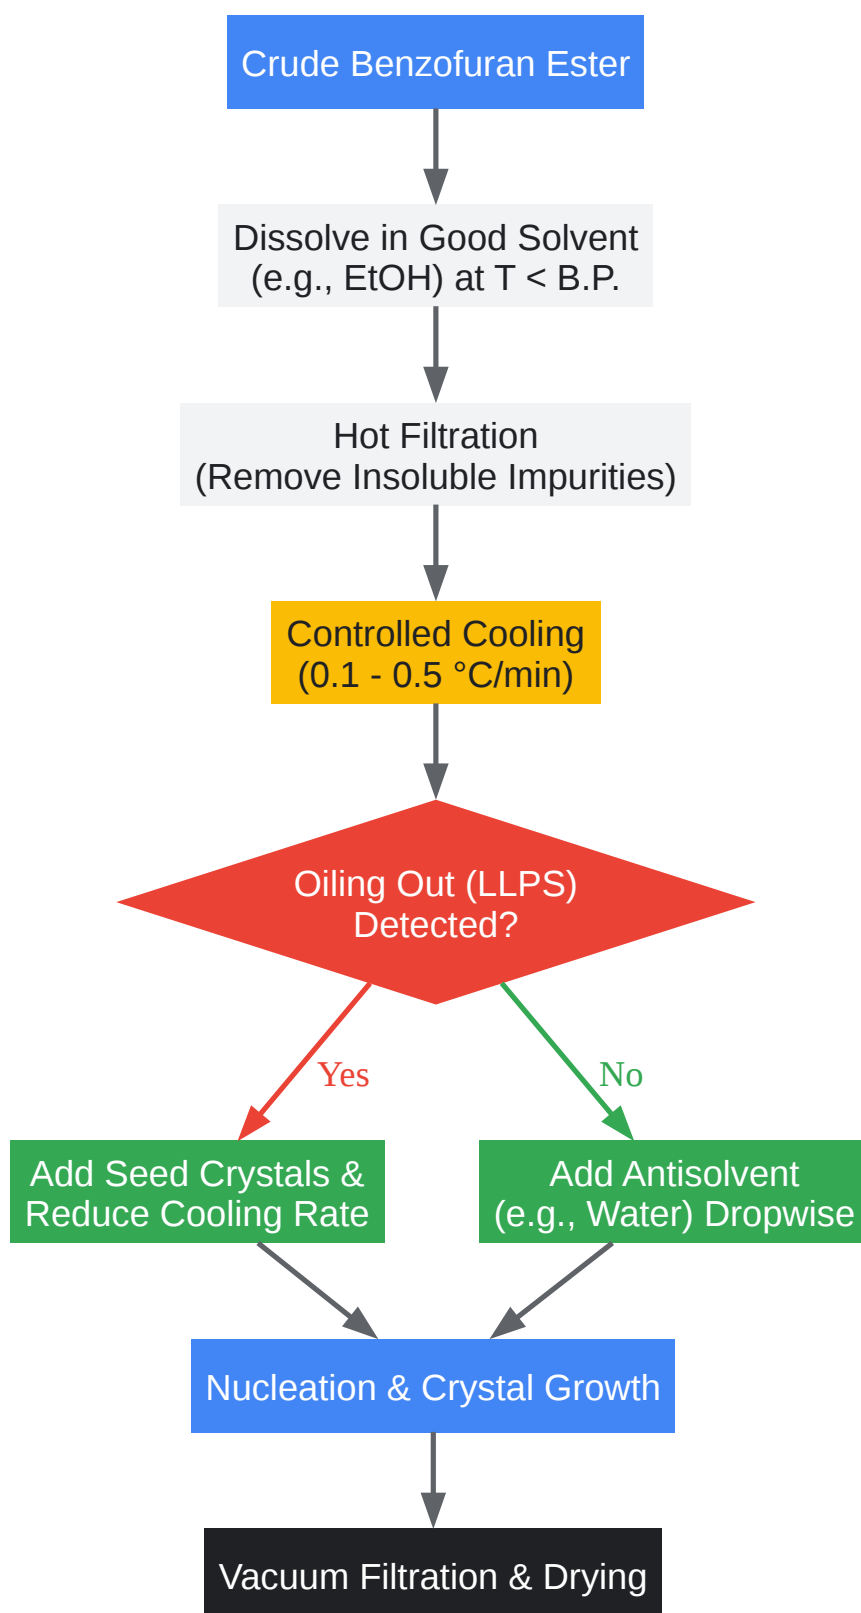 Crude Benzofuran Ester
Dissolve in Good Solvent
(e.g., EtOH) at T < B.P.
Hot Filtration
(Remove Insoluble Impurities)
Controlled Cooling
(0.1 - 0.5 °C/min)
Oiling Out (LLPS)
Detected?
Yes
No
Add Seed Crystals &
Reduce Cooling Rate
Add Antisolvent
(e.g., Water) Dropwise
Nucleation & Crystal Growth
Vacuum Filtration & Drying